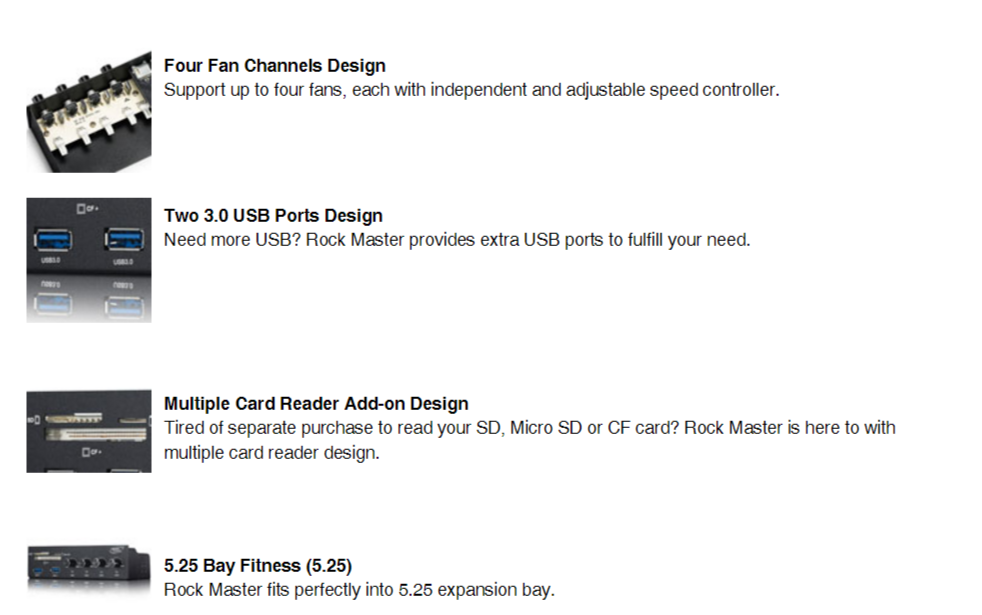 Four Fan Channels Design
Support up to four fans, each with independent and adjustable speed controller.
CF+
USB3.0 USB3.0
Two 3.0 USB Ports Design
Need more USB? Rock Master provides extra USB ports to fulfill your need.
Multiple Card Reader Add-on Design
Tired of separate purchase to read your SD, Micro SD or CF card? Rock Master is here to with
multiple card reader design.
CF+
5.25 Bay Fitness (5.25)
Rock Master fits perfectly into 5.25 expansion bay.